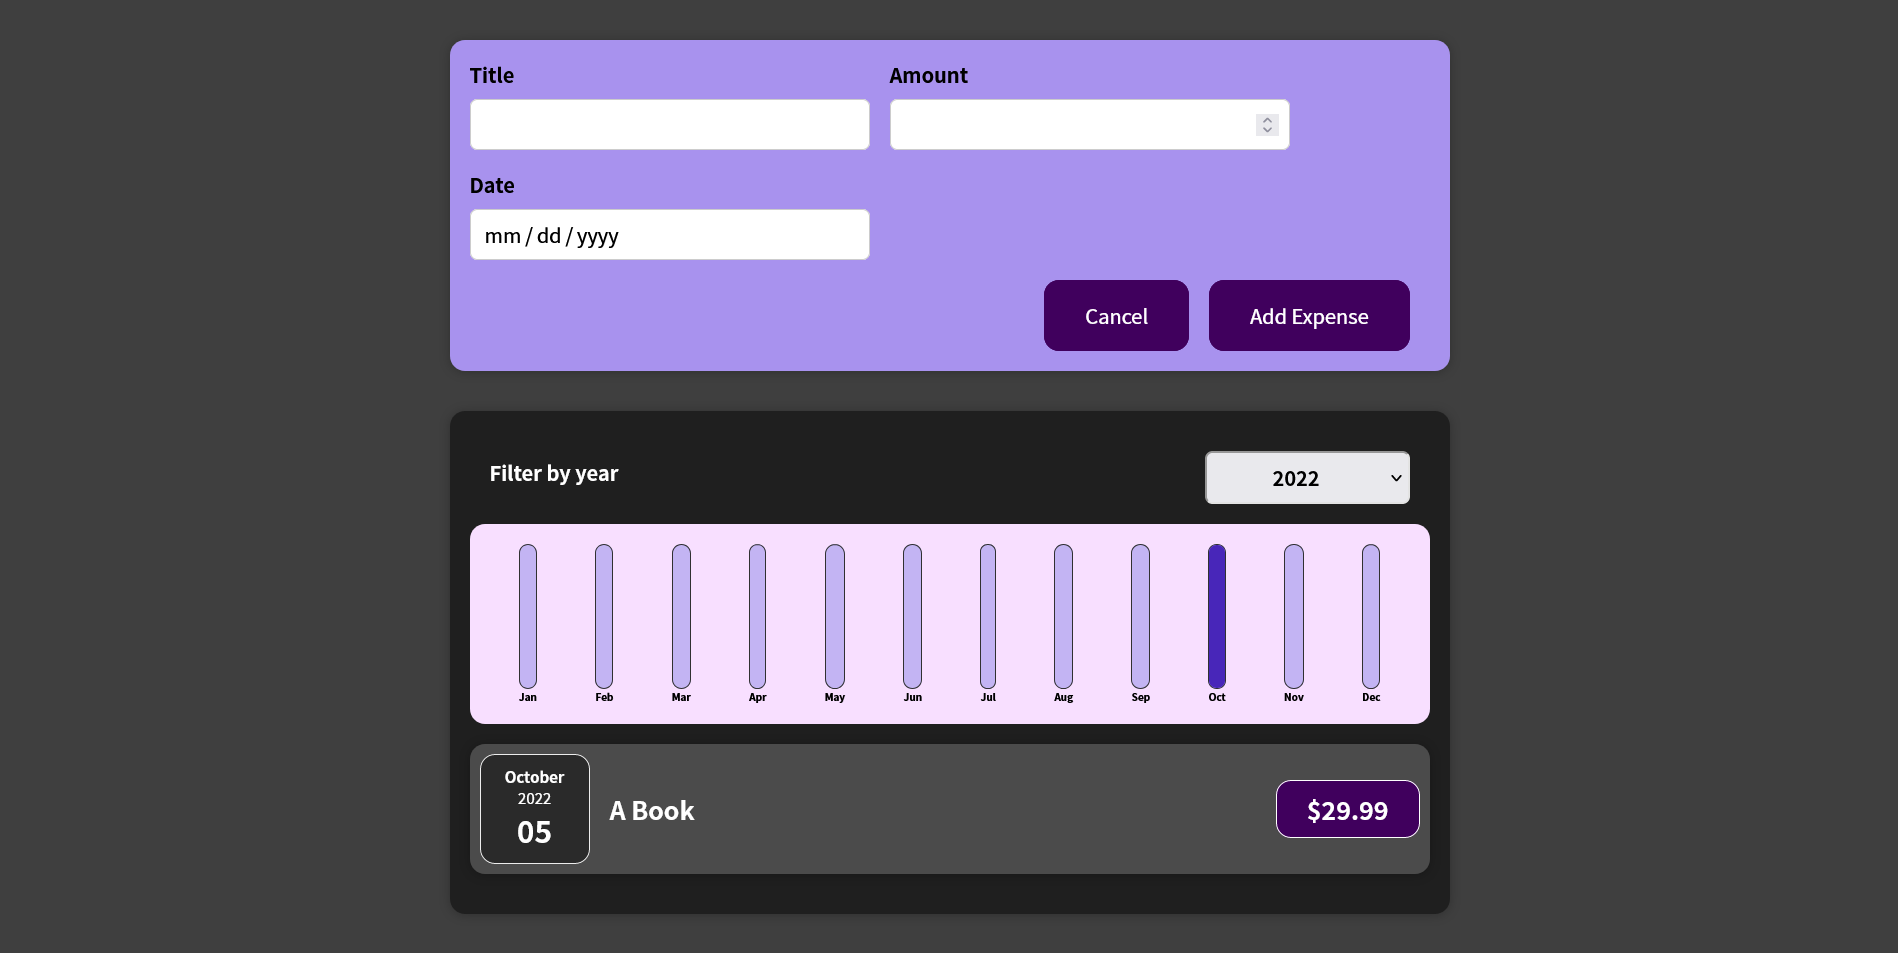 Title Amount
Date
mm / dd / yyyy
Cancel Add Expense
Filter by year 2022
Jan Feb Mar Apr May Jun Jul Aug Sep Oct Nov Dec
October
2022
05
A Book
$29.99